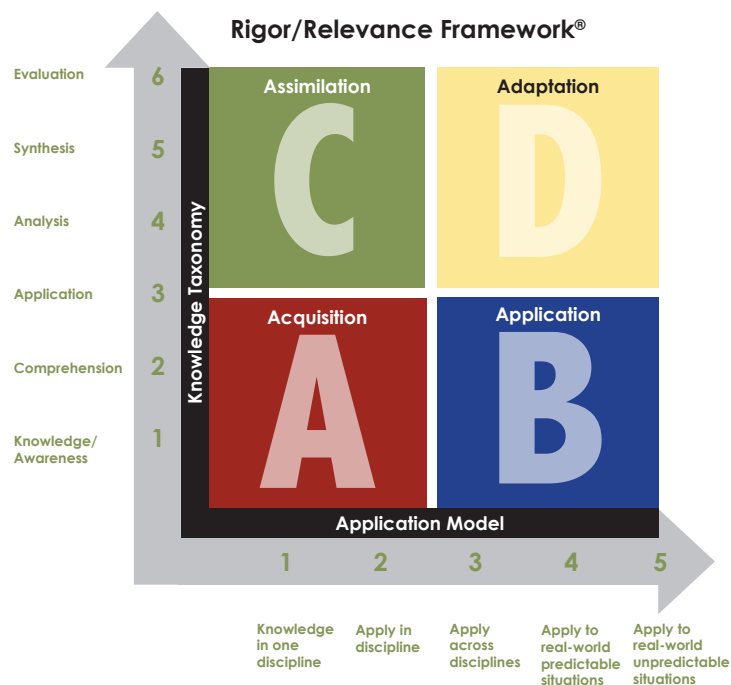 Rigor/Relevance Framework®
Evaluation
6
Assimilation
Adaptation
C
D
Synthesis
5
Analysis
4
Knowledge Taxonomy
Application
3
Acquisition
Application
A
B
Comprehension
2
Knowledge/
Awareness
1
Application Model
1
2
3
4
5
Knowledge
in one
discipline
Apply in
discipline
Apply
across
disciplines
Apply to
real-world
predictable
situations
Apply to
real-world
unpredictable
situations